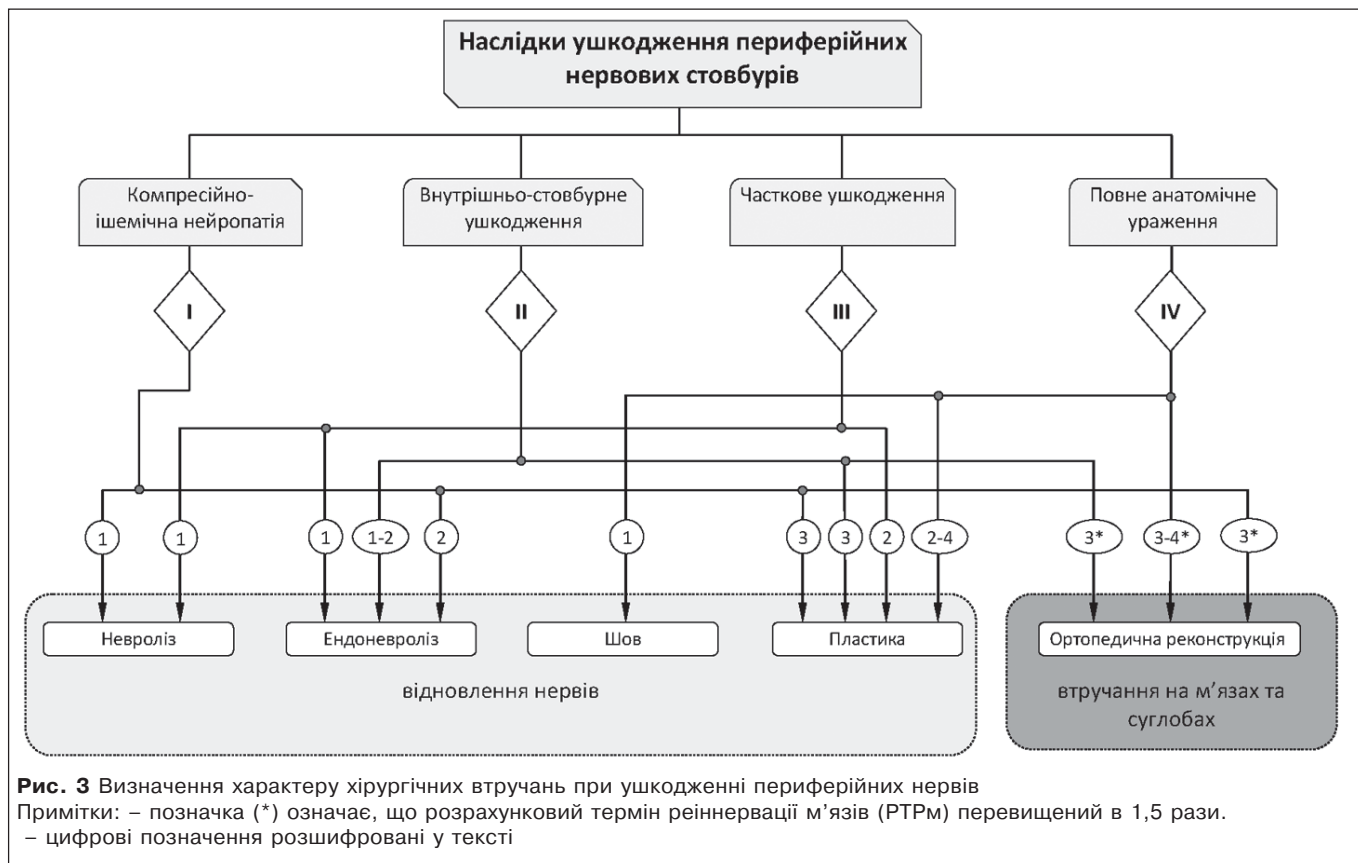 Наслідки ушкодження периферійних
нервових стовбурів
Компресійно-
ішемічна нейропатія
Внутрішньо-стовбурне
ушкодження
Часткове ушкодження
Повне анатомічне
ураження
I
II
III
IV
1
1
1
1-2
2
1
3
3
2
2-4
3*
3-4*
3*
Невроліз
Ендоневроліз
Шов
Пластика
Ортопедична реконструкція
відновлення нервів
втручання на м’язах та
суглобах
Рис. 3 Визначення характеру хірургічних втручань при ушкодженні периферійних нервів
Примітки: – позначка (*) означає, що розрахунковий термін реіннервації м’язів (РТРм) перевищений в 1,5 рази.
– цифрові позначення розшифровані у тексті